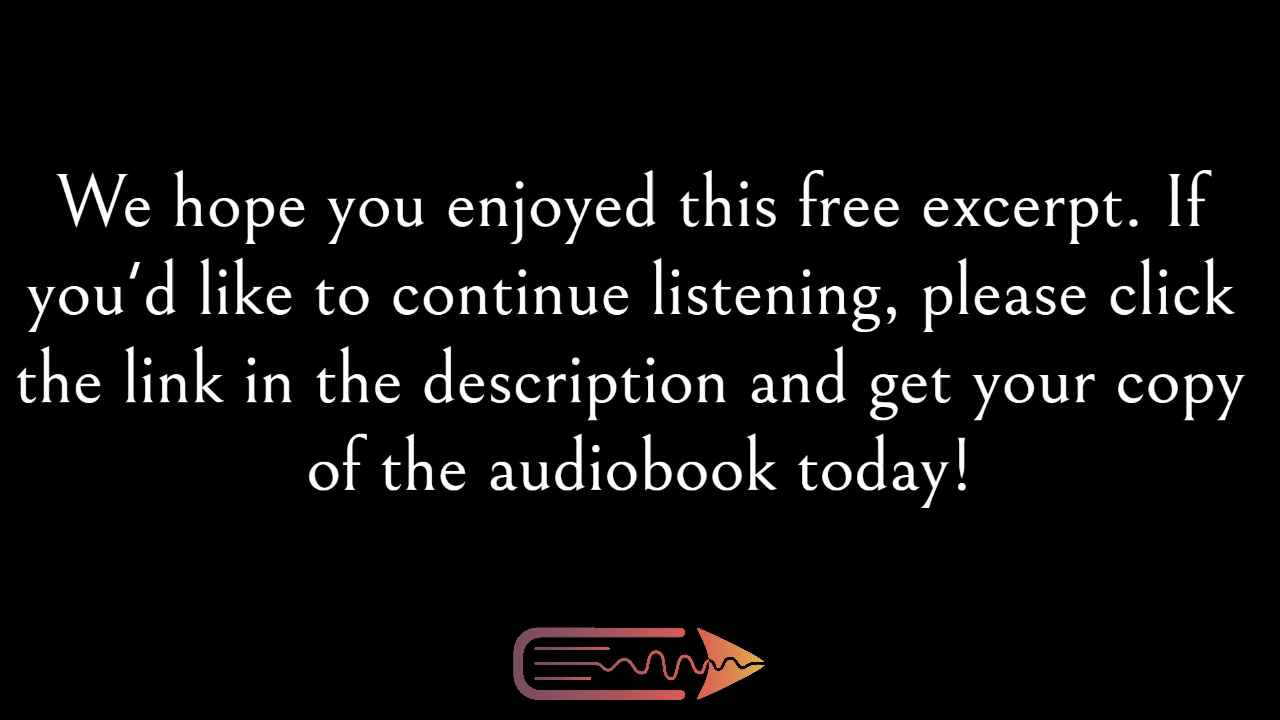 We hope you enjoyed this free excerpt. If
you'd like to continue listening, please click
the link in the description and get your copy
of the audiobook today!